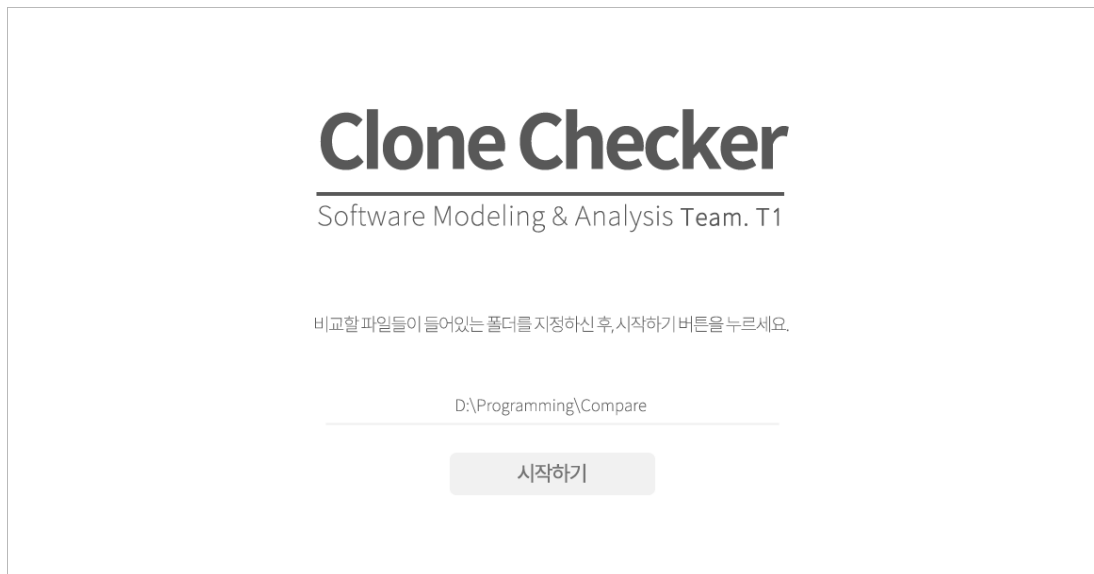 Clone Checker
Software Modeling & Analysis Team. T1
비교할 파일들이 들어있는 폴더를 지정하신 후, 시작하기 버튼을 누르세요.
D:\Programming\Compare
시작하기